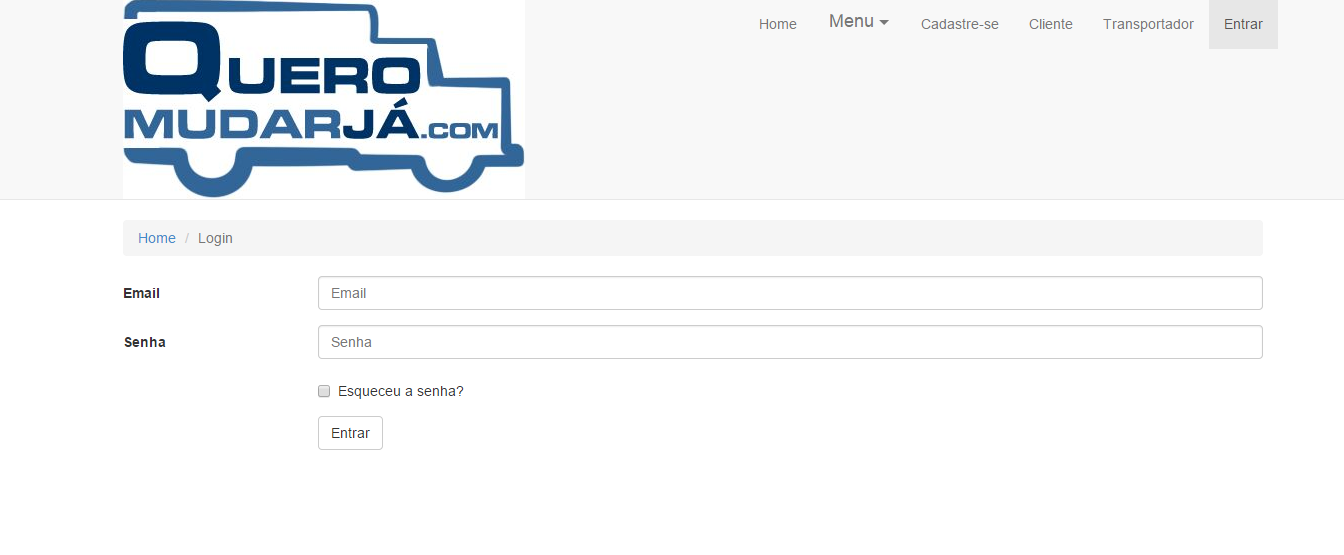 QUERO
MUDARJÁ.COM
Home Menu Cadastre-se Cliente Transportador Entrar
Home / Login
Email Email
Senha Senha
Esqueceu a senha?
Entrar